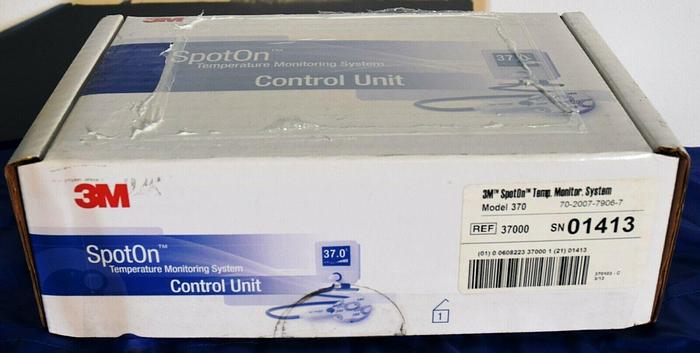 3M
SpotOn™
Temperature Monitoring System
Control Unit
37.0
3M
SpotOn™
Temperature Monitoring System
Control Unit
37.0°
1
3M™ SpotOn™ Temp. Monitor. System
Model 370 70-2007-7906-7
REF 37000 SN 01413
(01) 0 0608223 37000 1 (21) 01413